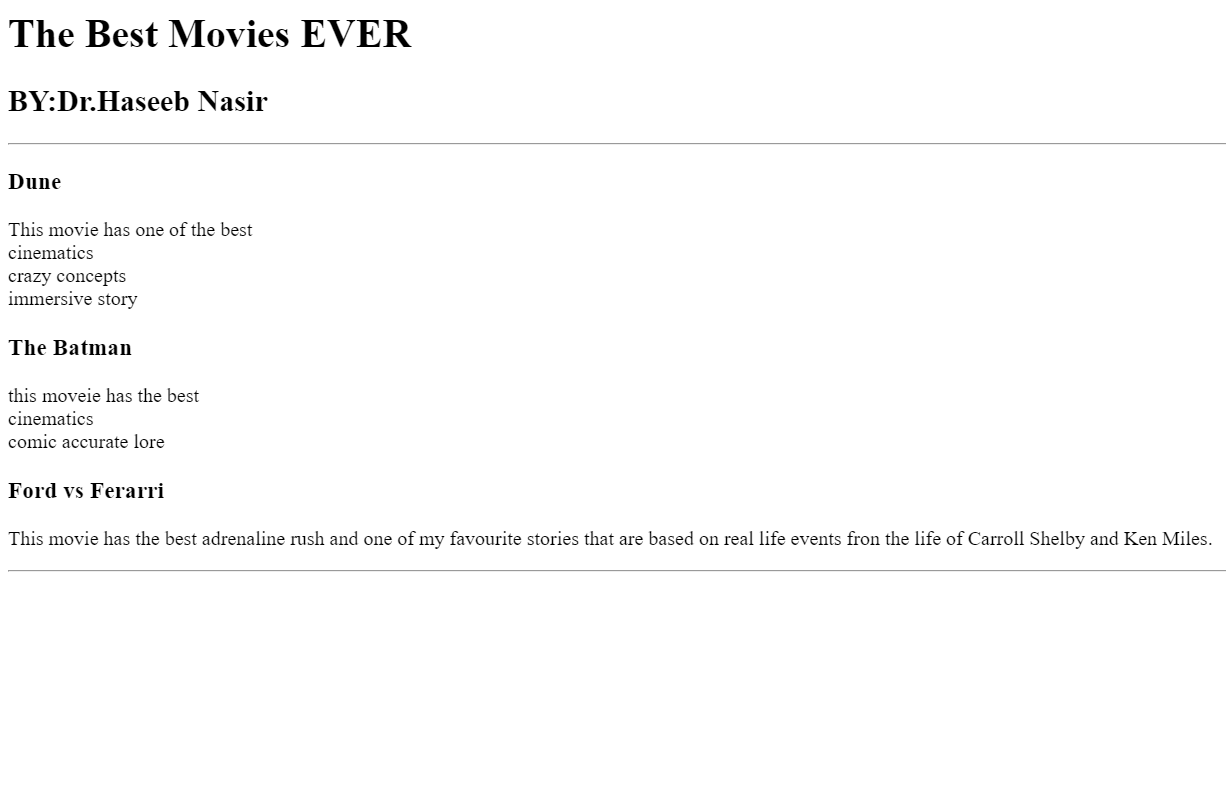 The Best Movies EVER
BY:Dr.Haseeb Nasir
Dune
This movie has one of the best
cinematics
crazy concepts
immersive story
The Batman
this moveie has the best
cinematics
comic accurate lore
Ford vs Ferarri
This movie has the best adrenaline rush and one of my favourite stories that are based on real life events fron the life of Carroll Shelby and Ken Miles.